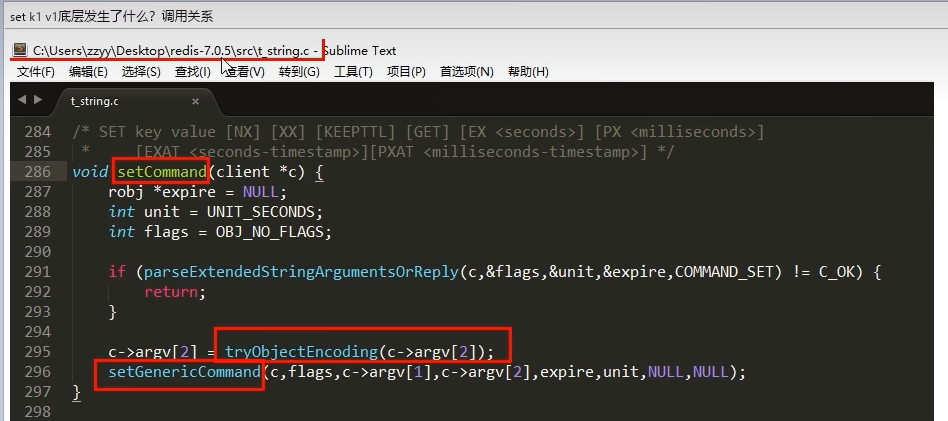 set k1 v1底层发生了什么？调用关系
C:\Users\zzyy\Desktop\redis-7.0.5\src\t_string.c - Sublime Text
文件(F) 编辑(E) 选择(S) 查找(I) 查看(V) 转到(G) 工具(T) 项目(P) 首选项(N) 帮助(H)
t_string.c ×
284 /* SET key value [NX] [XX] [KEEPTTL] [GET] [EX <seconds>] [PX <milliseconds>]
285  *     [EXAT <seconds-timestamp>][PXAT <milliseconds-timestamp>] */
286 void setCommand(client *c) {
287     robj *expire = NULL;
288     int unit = UNIT_SECONDS;
289     int flags = OBJ_NO_FLAGS;
290
291     if (parseExtendedStringArgumentsOrReply(c,&flags,&unit,&expire,COMMAND_SET) != C_OK) {
292         return;
293     }
294
295     c->argv[2] = tryObjectEncoding(c->argv[2]);
296     setGenericCommand(c,flags,c->argv[1],c->argv[2],expire,unit,NULL,NULL);
297 }
298